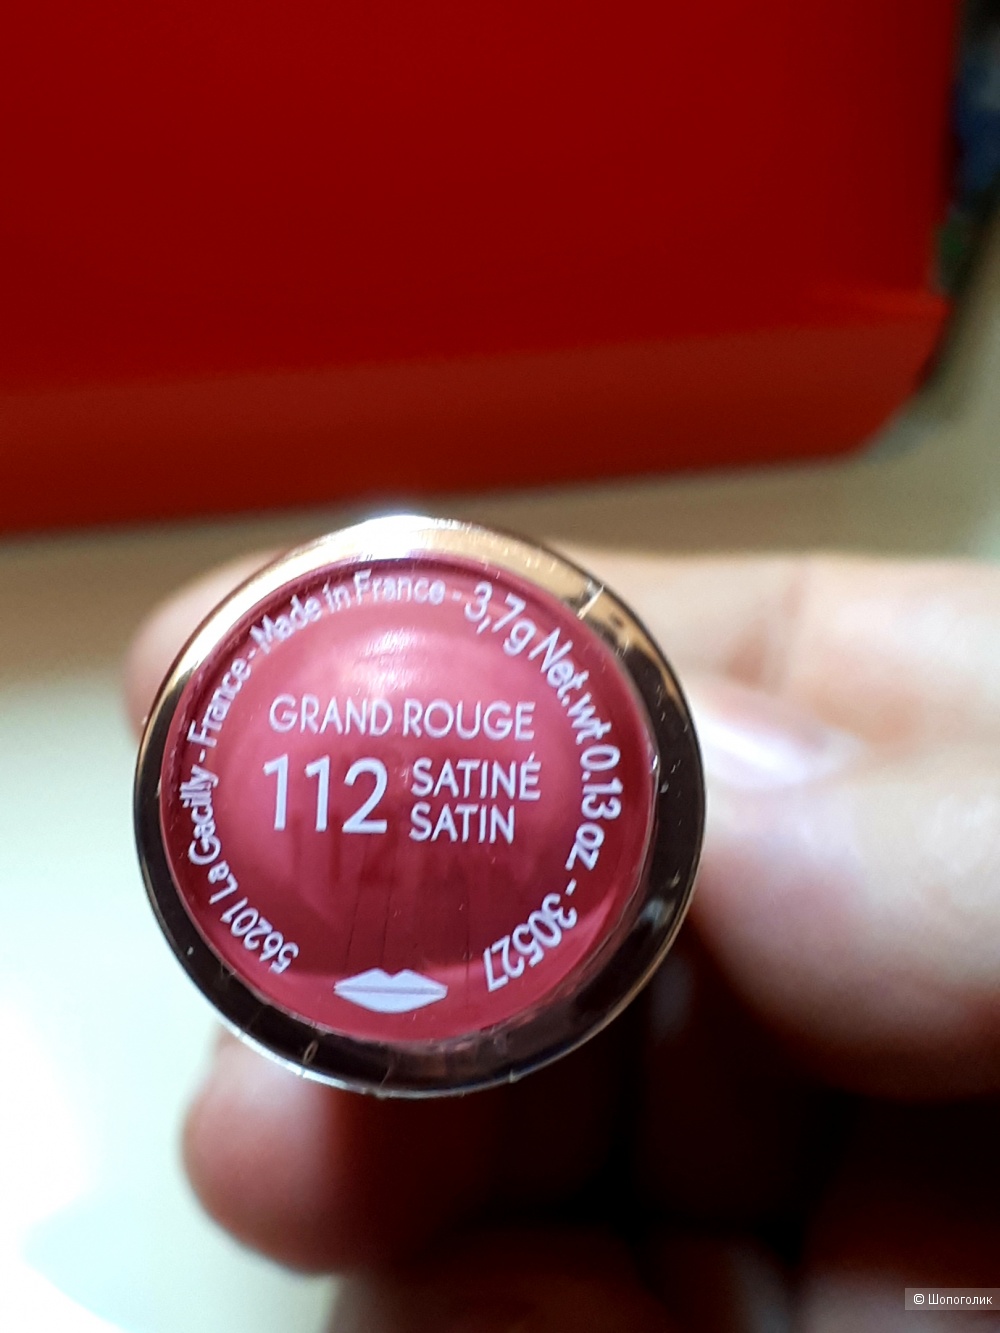 GRAND ROUGE
112 SATINÉ
SATIN
56201 La Gacilly - France - Made in France - 3,7g Net.wt 0.13 oz. - 30527
© Шопоголик